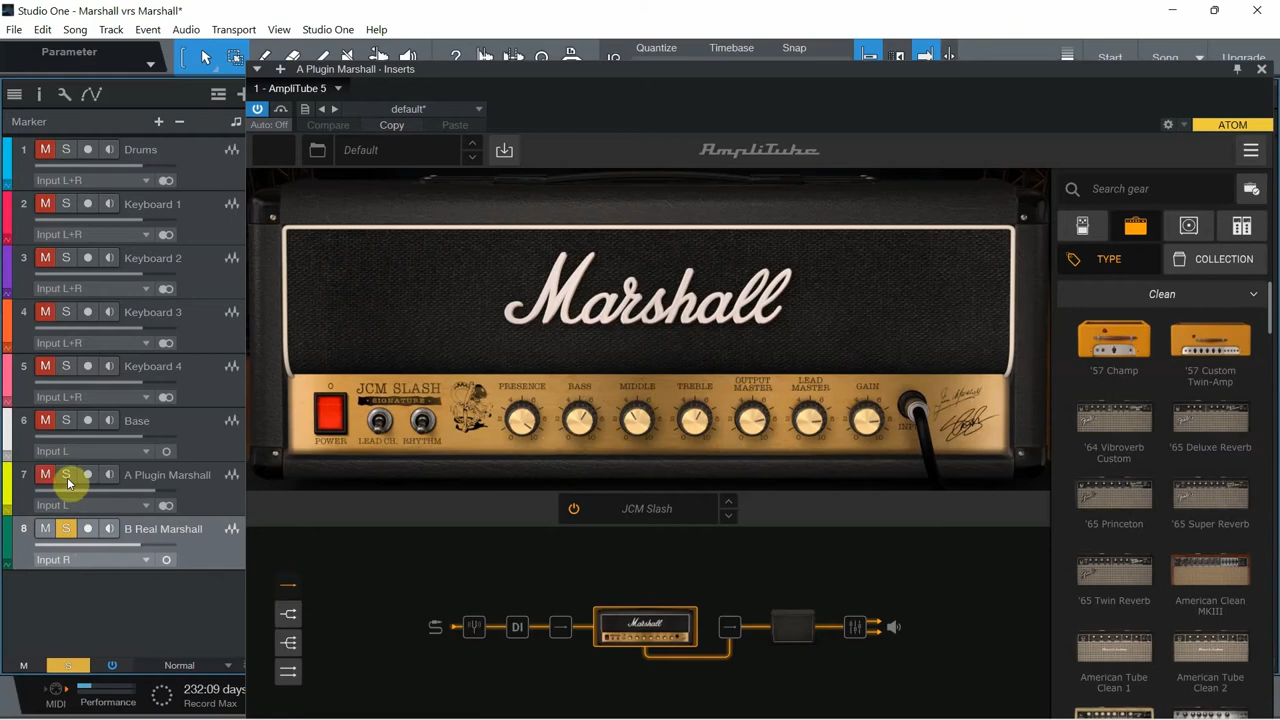 Studio One - Marshall vrs Marshall*
File Edit Song Track Event Audio Transport View Studio One Help
Parameter
Quantize Timebase Snap
Start Song Upgrade
A Plugin Marshall - Inserts
1 - AmpliTube 5
default*
Auto: Off Compare Copy Paste
ATOM
Marker
Default
AmpliTube
Search gear
TYPE COLLECTION
Clean
1 M S Drums
Input L+R
2 M S Keyboard 1
Input L+R
3 M S Keyboard 2
Input L+R
4 M S Keyboard 3
Input L+R
5 M S Keyboard 4
Input L+R
6 M S Base
Input L
7 M S A Plugin Marshall
Input L
8 M S B Real Marshall
Input R
M S Normal
MIDI Performance 232:09 days
Record Max
Marshall
POWER
JCM SLASH
SIGNATURE
LEAD CH. RHYTHM
PRESENCE BASS MIDDLE TREBLE OUTPUT MASTER LEAD MASTER GAIN
INPUT
JCM Slash
DI
Marshall
'57 Champ
'57 Custom Twin-Amp
'64 Vibroverb Custom
'65 Deluxe Reverb
'65 Princeton
'65 Super Reverb
'65 Twin Reverb
American Clean MKIII
American Tube Clean 1
American Tube Clean 2